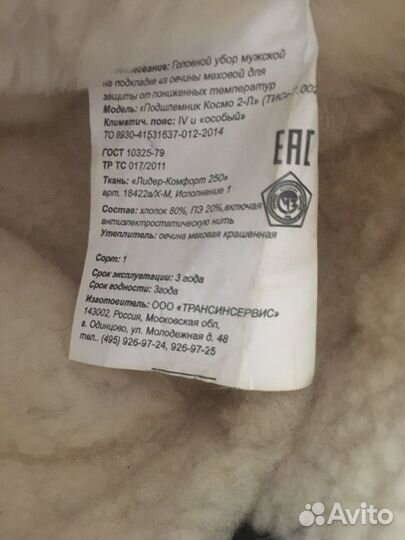 Головной убор мужской
на подкладке из овчины меховой для
защиты от пониженных температур
Модель: «Подшлемник Космо 2-Л»
Климатич. пояс: IV и «особый»
ТО 8930-41531637-012-2014
ГОСТ 10325-79
ТР ТС 017/2011
EAC
Ткань: «Лидер-Комфорт 250»
арт. 18422а/Х-М, Исполнение 1
Состав: хлопок 80%, ПЭ 20%, включая
антиэлектростатическую нить
Утеплитель: овчина меховая крашенная
Сорт: 1
Срок эксплуатации: 3 года
Срок годности: 3года
Изготовитель: ООО «ТРАНСИНСЕРВИС»
143002, Россия, Московская обл,
г. Одинцово, ул. Молодежная д. 48
тел.: (495) 926-97-24, 926-97-25
Avito